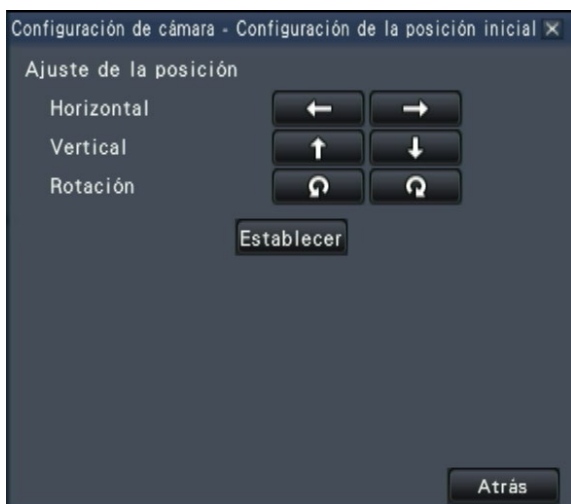 Configuración de cámara - Configuración de la posición inicial
Ajuste de la posición
Horizontal
Vertical
Rotación
Establecer
Atrás